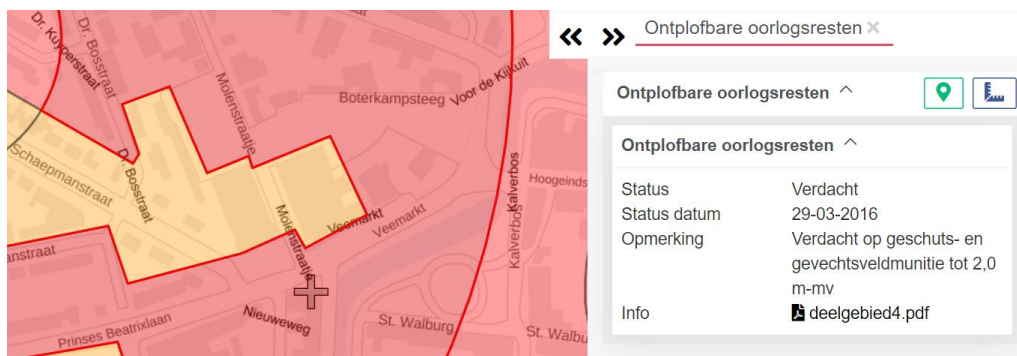 Dr. Kuyperstraat
Dr. Bosstraat
Molenstraatje
Boterkampsteeg
Voor de Kijkuit
Schaepmanstraat
Dr. Bosstraat
Molenstraatje
Veemarkt
Veemarkt
Kalverbos
Kalverbos
Hoogeinds
anstraat
Prinses Beatrixlaan
Nieuweweg
St. Walburg
St. Walbu
Ontplofbare oorlogsresten
Ontplofbare oorlogsresten
Ontplofbare oorlogsresten
Status Verdacht
Status datum 29-03-2016
Opmerking Verdacht op geschuts- en
gevechtsveldmunitie tot 2,0
m-mv
Info deelgebied4.pdf